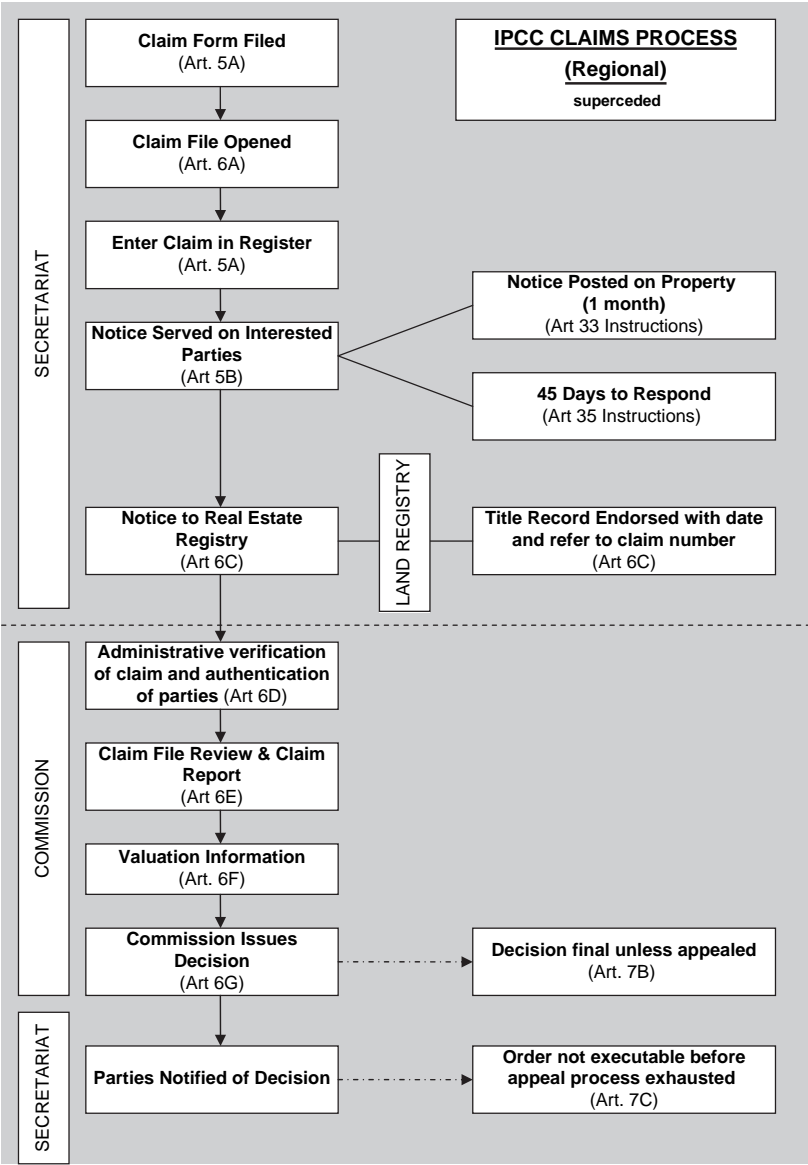 IPCC CLAIMS PROCESS
(Regional)
superceded
SECRETARIAT
Claim Form Filed
(Art. 5A)
Claim File Opened
(Art. 6A)
Enter Claim in Register
(Art. 5A)
Notice Served on Interested
Parties
(Art 5B)
Notice Posted on Property
(1 month)
(Art 33 Instructions)
45 Days to Respond
(Art 35 Instructions)
Notice to Real Estate
Registry
(Art 6C)
LAND REGISTRY
Title Record Endorsed with date
and refer to claim number
(Art 6C)
COMMISSION
Administrative verification
of claim and authentication
of parties (Art 6D)
Claim File Review & Claim
Report
(Art 6E)
Valuation Information
(Art. 6F)
Commission Issues
Decision
(Art 6G)
Decision final unless appealed
(Art. 7B)
SECRETARIAT
Parties Notified of Decision
Order not executable before
appeal process exhausted
(Art. 7C)